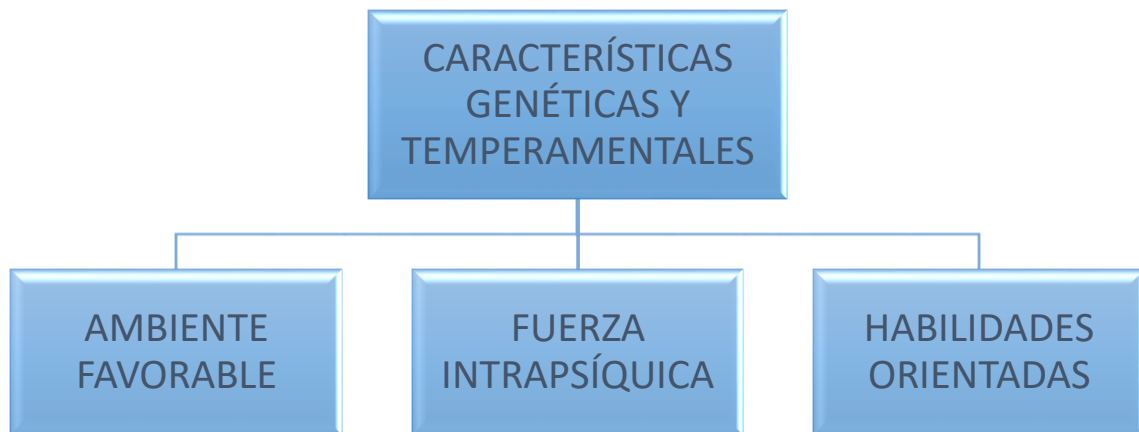 CARACTERÍSTICAS
GENÉTICAS Y
TEMPERAMENTALES
AMBIENTE
FAVORABLE
FUERZA
INTRAPSÍQUICA
HABILIDADES
ORIENTADAS